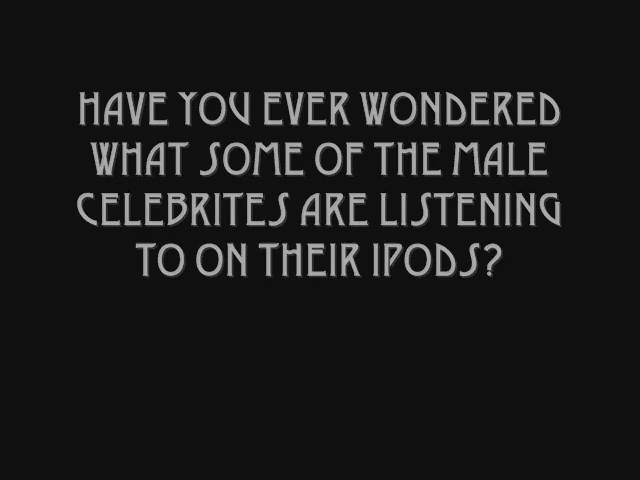 HAVE YOU EVER WONDERED
WHAT SOME OF THE MALE
CELEBRITES ARE LISTENING
TO ON THEIR IPODS?